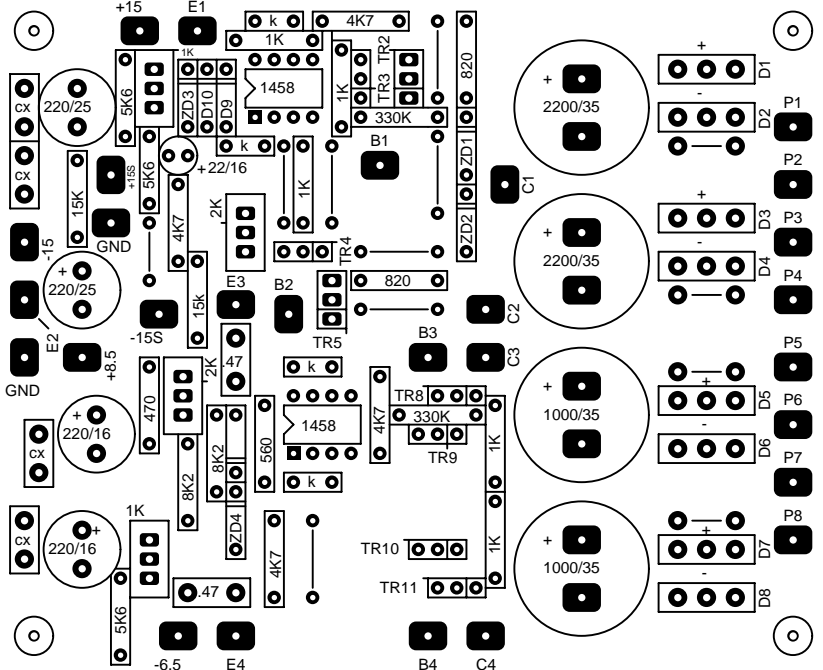 +15
E1
k
4K7
1K
TR2
1K
5K6
1458
TR3
1K
820
+
D1
2200/35
cx
220/25
ZD3
D10
D9
330K
+
-
D2
P1
cx
k
B1
ZD1
+22/16
+15S
5K6
1K
15K
C1
P2
+
2K
4K7
ZD2
D3
P3
-15
GND
TR4
+
2200/35
-
D4
+
220/25
15k
E3
B2
820
P4
E2
-15S
TR5
C2
.47
B3
C3
GND
+8.5
2K
k
P5
+
470
TR8
+
1000/35
D5
+
220/16
8K2
8K2
560
1458
4K7
330K
1K
P6
-
D6
cx
TR9
P7
k
1K
+
220/16
cx
ZD4
4K7
TR10
1K
+
1000/35
+
D7
P8
5K6
.47
TR11
-
D8
-6.5
E4
B4
C4